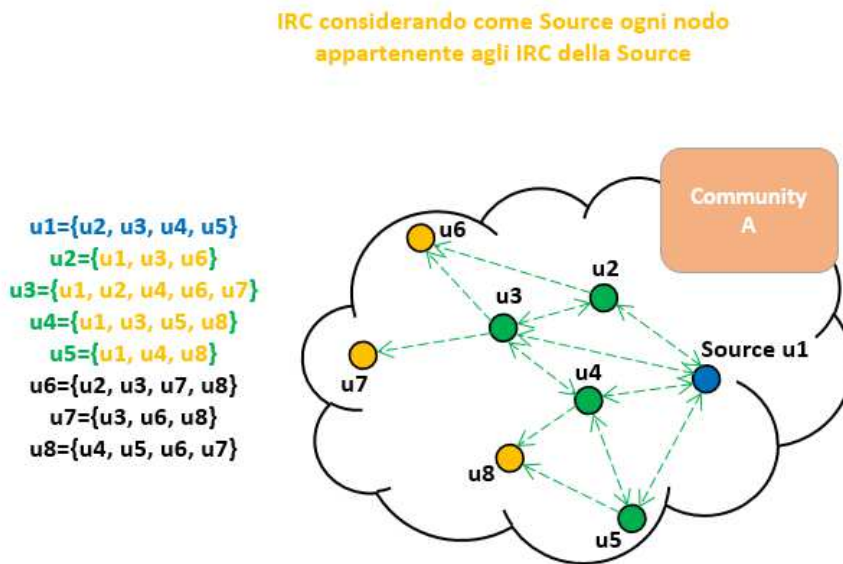 IRC considerando come Source ogni nodo
appartenente agli IRC della Source
Community
A
u1={u2, u3, u4, u5}
u2={u1, u3, u6}
u3={u1, u2, u4, u6, u7}
u4={u1, u3, u5, u8}
u5={u1, u4, u8}
u6={u2, u3, u7, u8}
u7={u3, u6, u8}
u8={u4, u5, u6, u7}
u6
u2
u3
Source u1
u7
u4
u8
u5